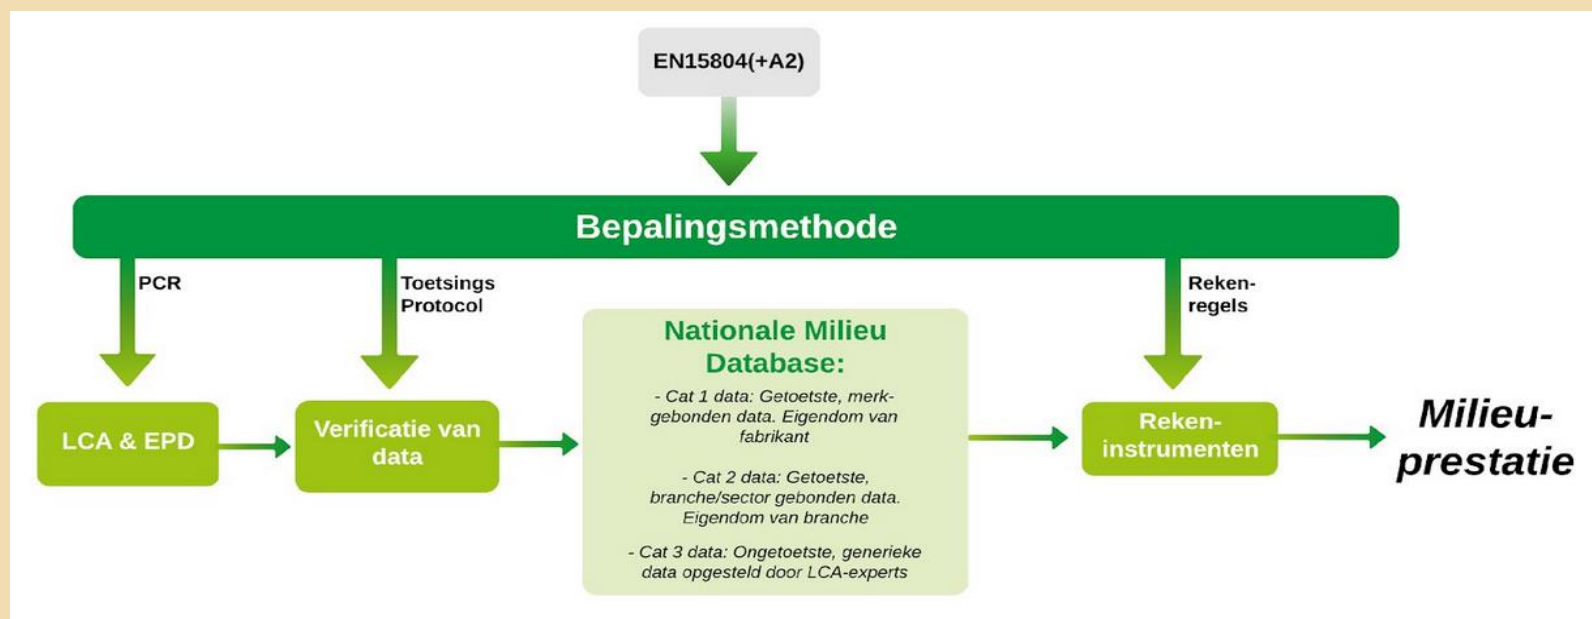 EN15804(+A2)
Bepalingsmethode
PCR
Toetsings
Protocol
Reken-
regels
LCA & EPD
Verificatie van
data
Nationale Milieu
Database:
- Cat 1 data: Getoetste, merk-
gebonden data. Eigendom van
fabrikant
- Cat 2 data: Getoetste,
branche/sector gebonden data.
Eigendom van branche
- Cat 3 data: Ongetoetste, generieke
data opgesteld door LCA-experts
Reken-
instrumenten
Milieu-
prestatie